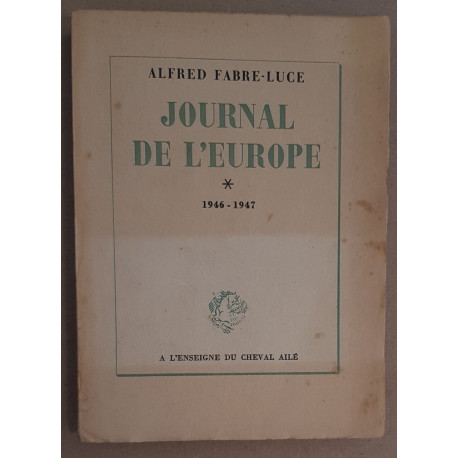 ALFRED FABRE-LUCE
JOURNAL
DE L'EUROPE
*
1946-1947
A L'ENSEIGNE DU CHEVAL AILÉ